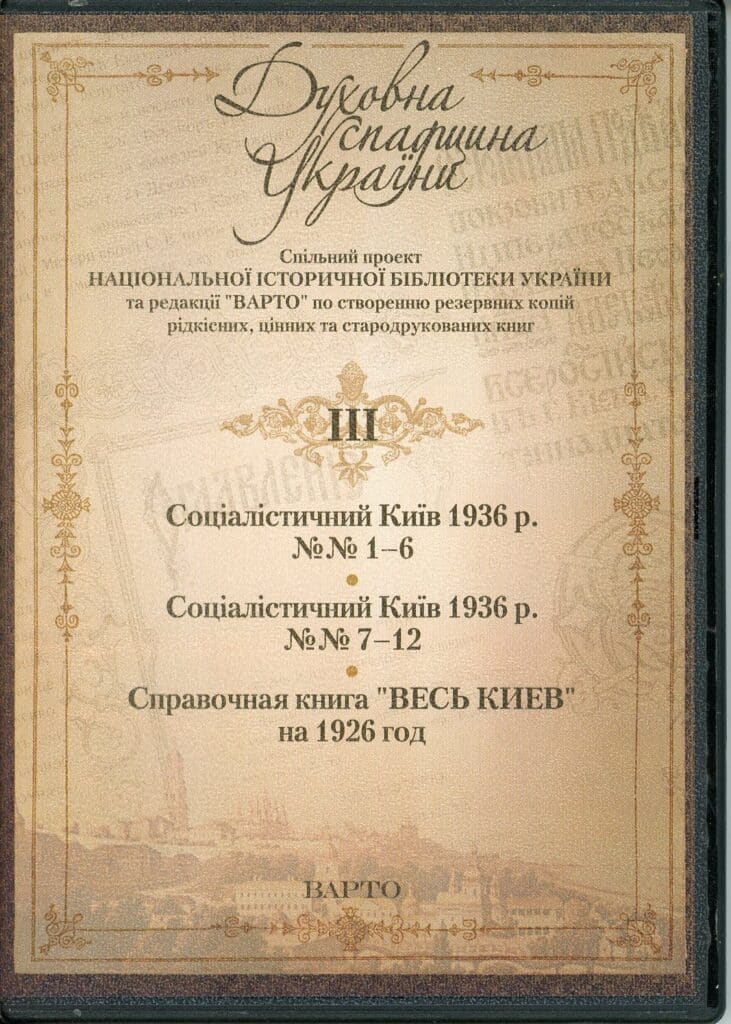 Духовна
спадщина
України
Спільний проект
НАЦІОНАЛЬНОЇ ІСТОРИЧНОЇ БІБЛІОТЕКИ УКРАЇНИ
та редакції "ВАРТО" по створенню резервних копій
рідкісних, цінних та стародрукованих книг
III
Соціалістичний Київ 1936 р.
№№ 1–6
Соціалістичний Київ 1936 р.
№№ 7–12
Справочная книга "ВЕСЬ КИЕВ"
на 1926 год
ВАРТО